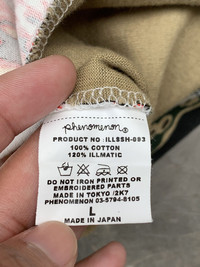 phenomenon®
PRODUCT NO : ILLSSH-093
100% COTTON
120% ILLMATIC
DO NOT IRON PRINTED OR
EMBROIDERED PARTS
MADE IN TOKYO /2K7
PHENOMENON 03-5794-8105
L
MADE IN JAPAN